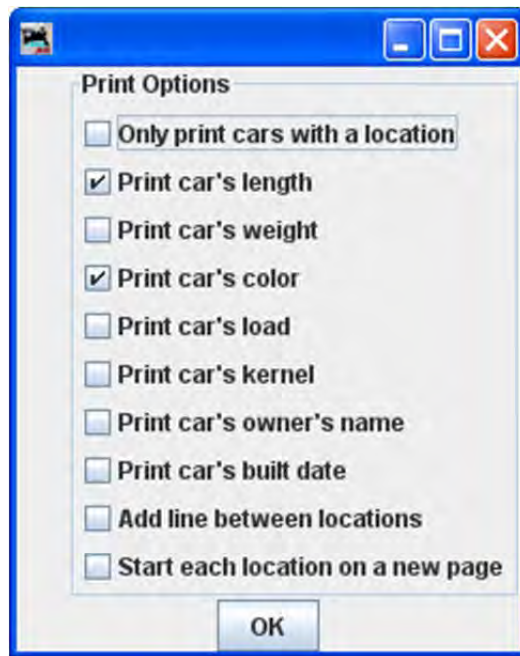 Print Options
Only print cars with a location
Print car's length
Print car's weight
Print car's color
Print car's load
Print car's kernel
Print car's owner's name
Print car's built date
Add line between locations
Start each location on a new page
OK